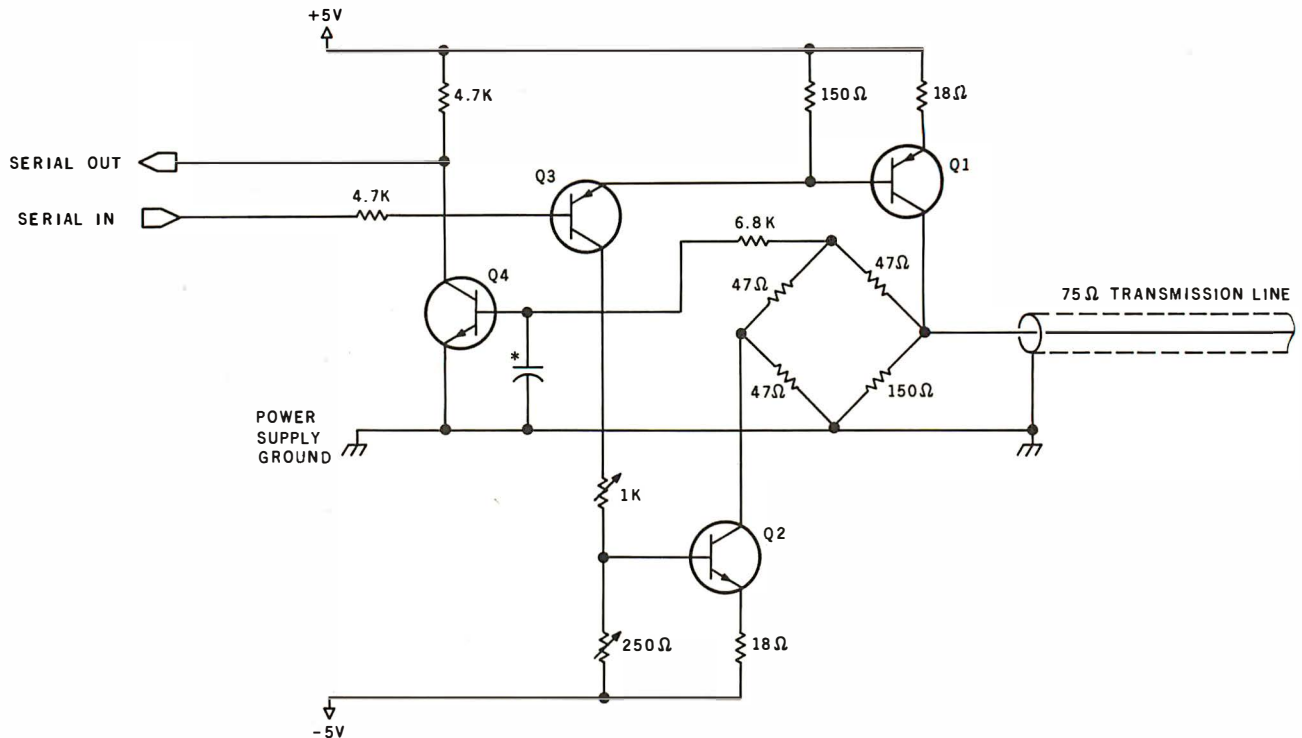 +5V
4.7K
150Ω
18Ω
SERIAL OUT
Q3
Q1
4.7K
SERIAL IN
6.8K
Q4
47Ω
47Ω
75Ω TRANSMISSION LINE
*
47Ω
150Ω
POWER
SUPPLY
GROUND
1K
Q2
250Ω
18Ω
-5V